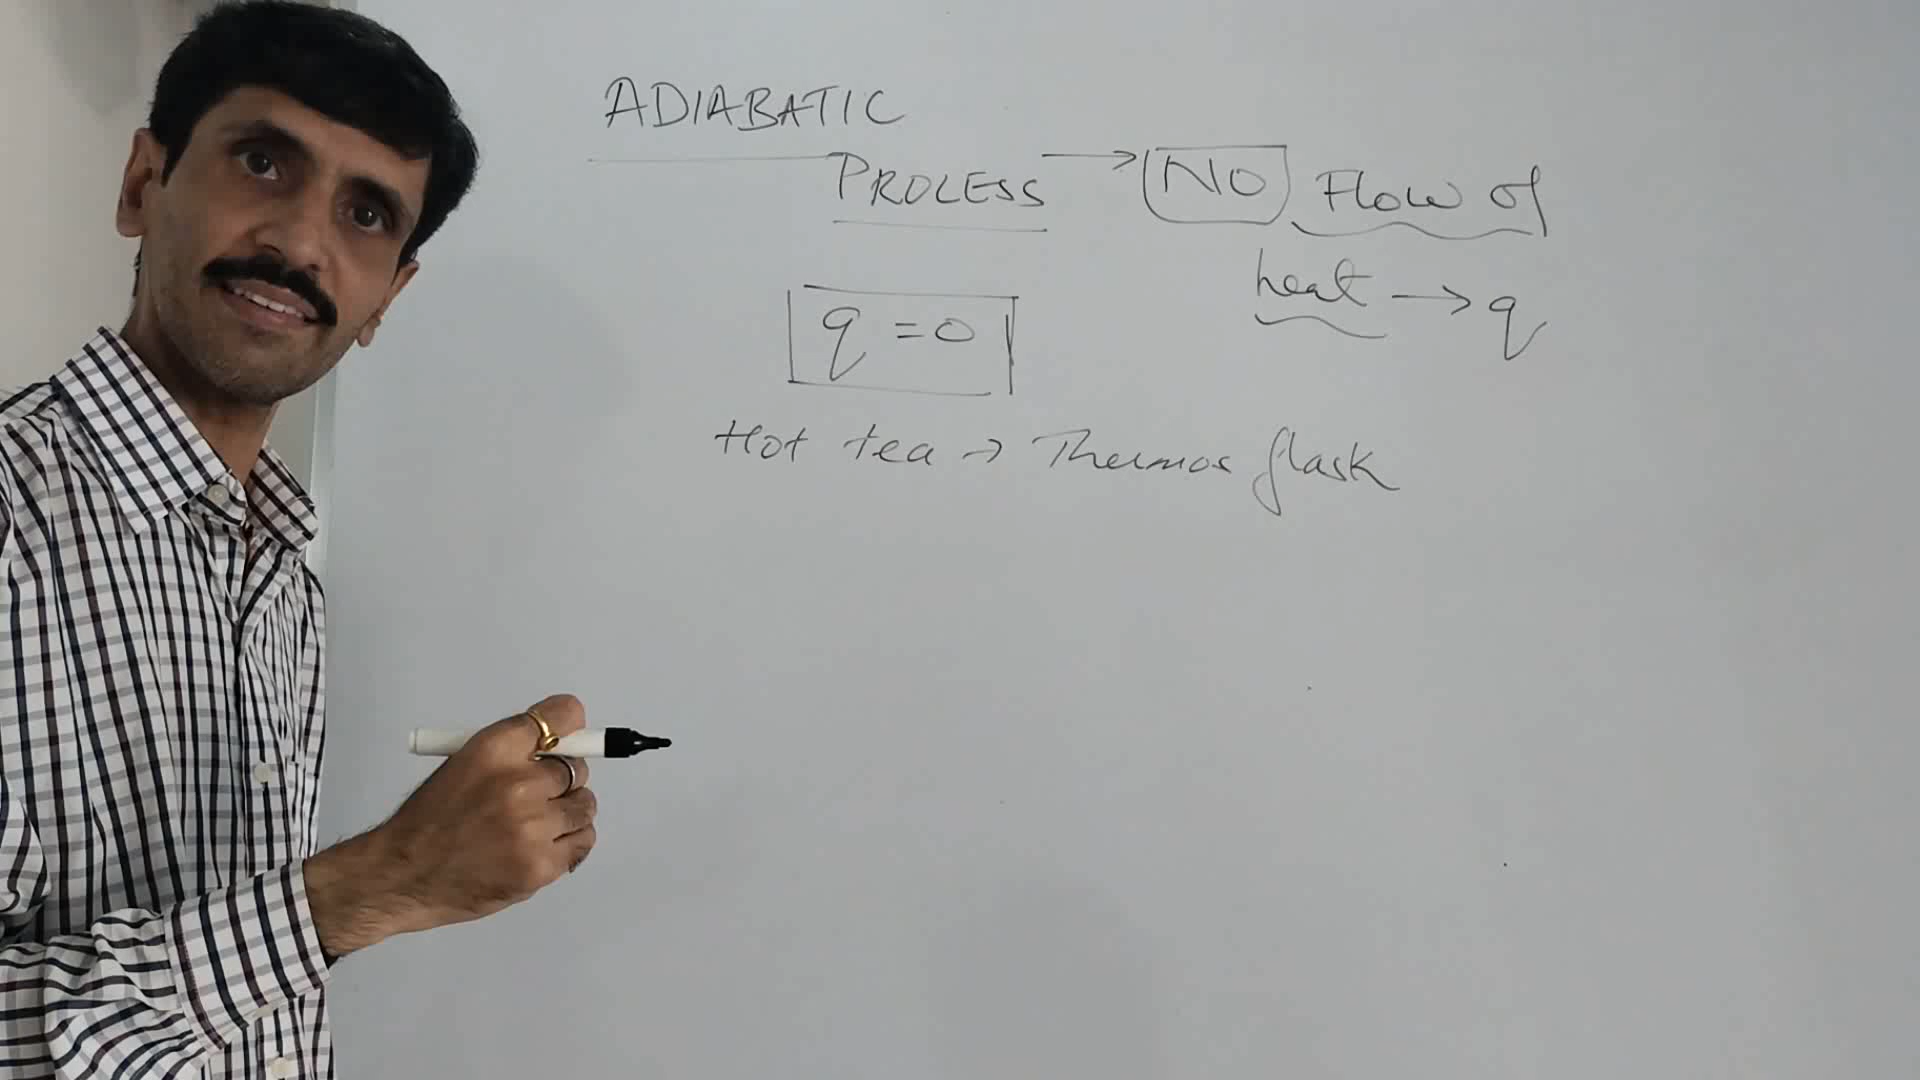 ADIABATIC
PROCESS → NO Flow of
heat → q
q = 0
Hot tea → Thermos flask